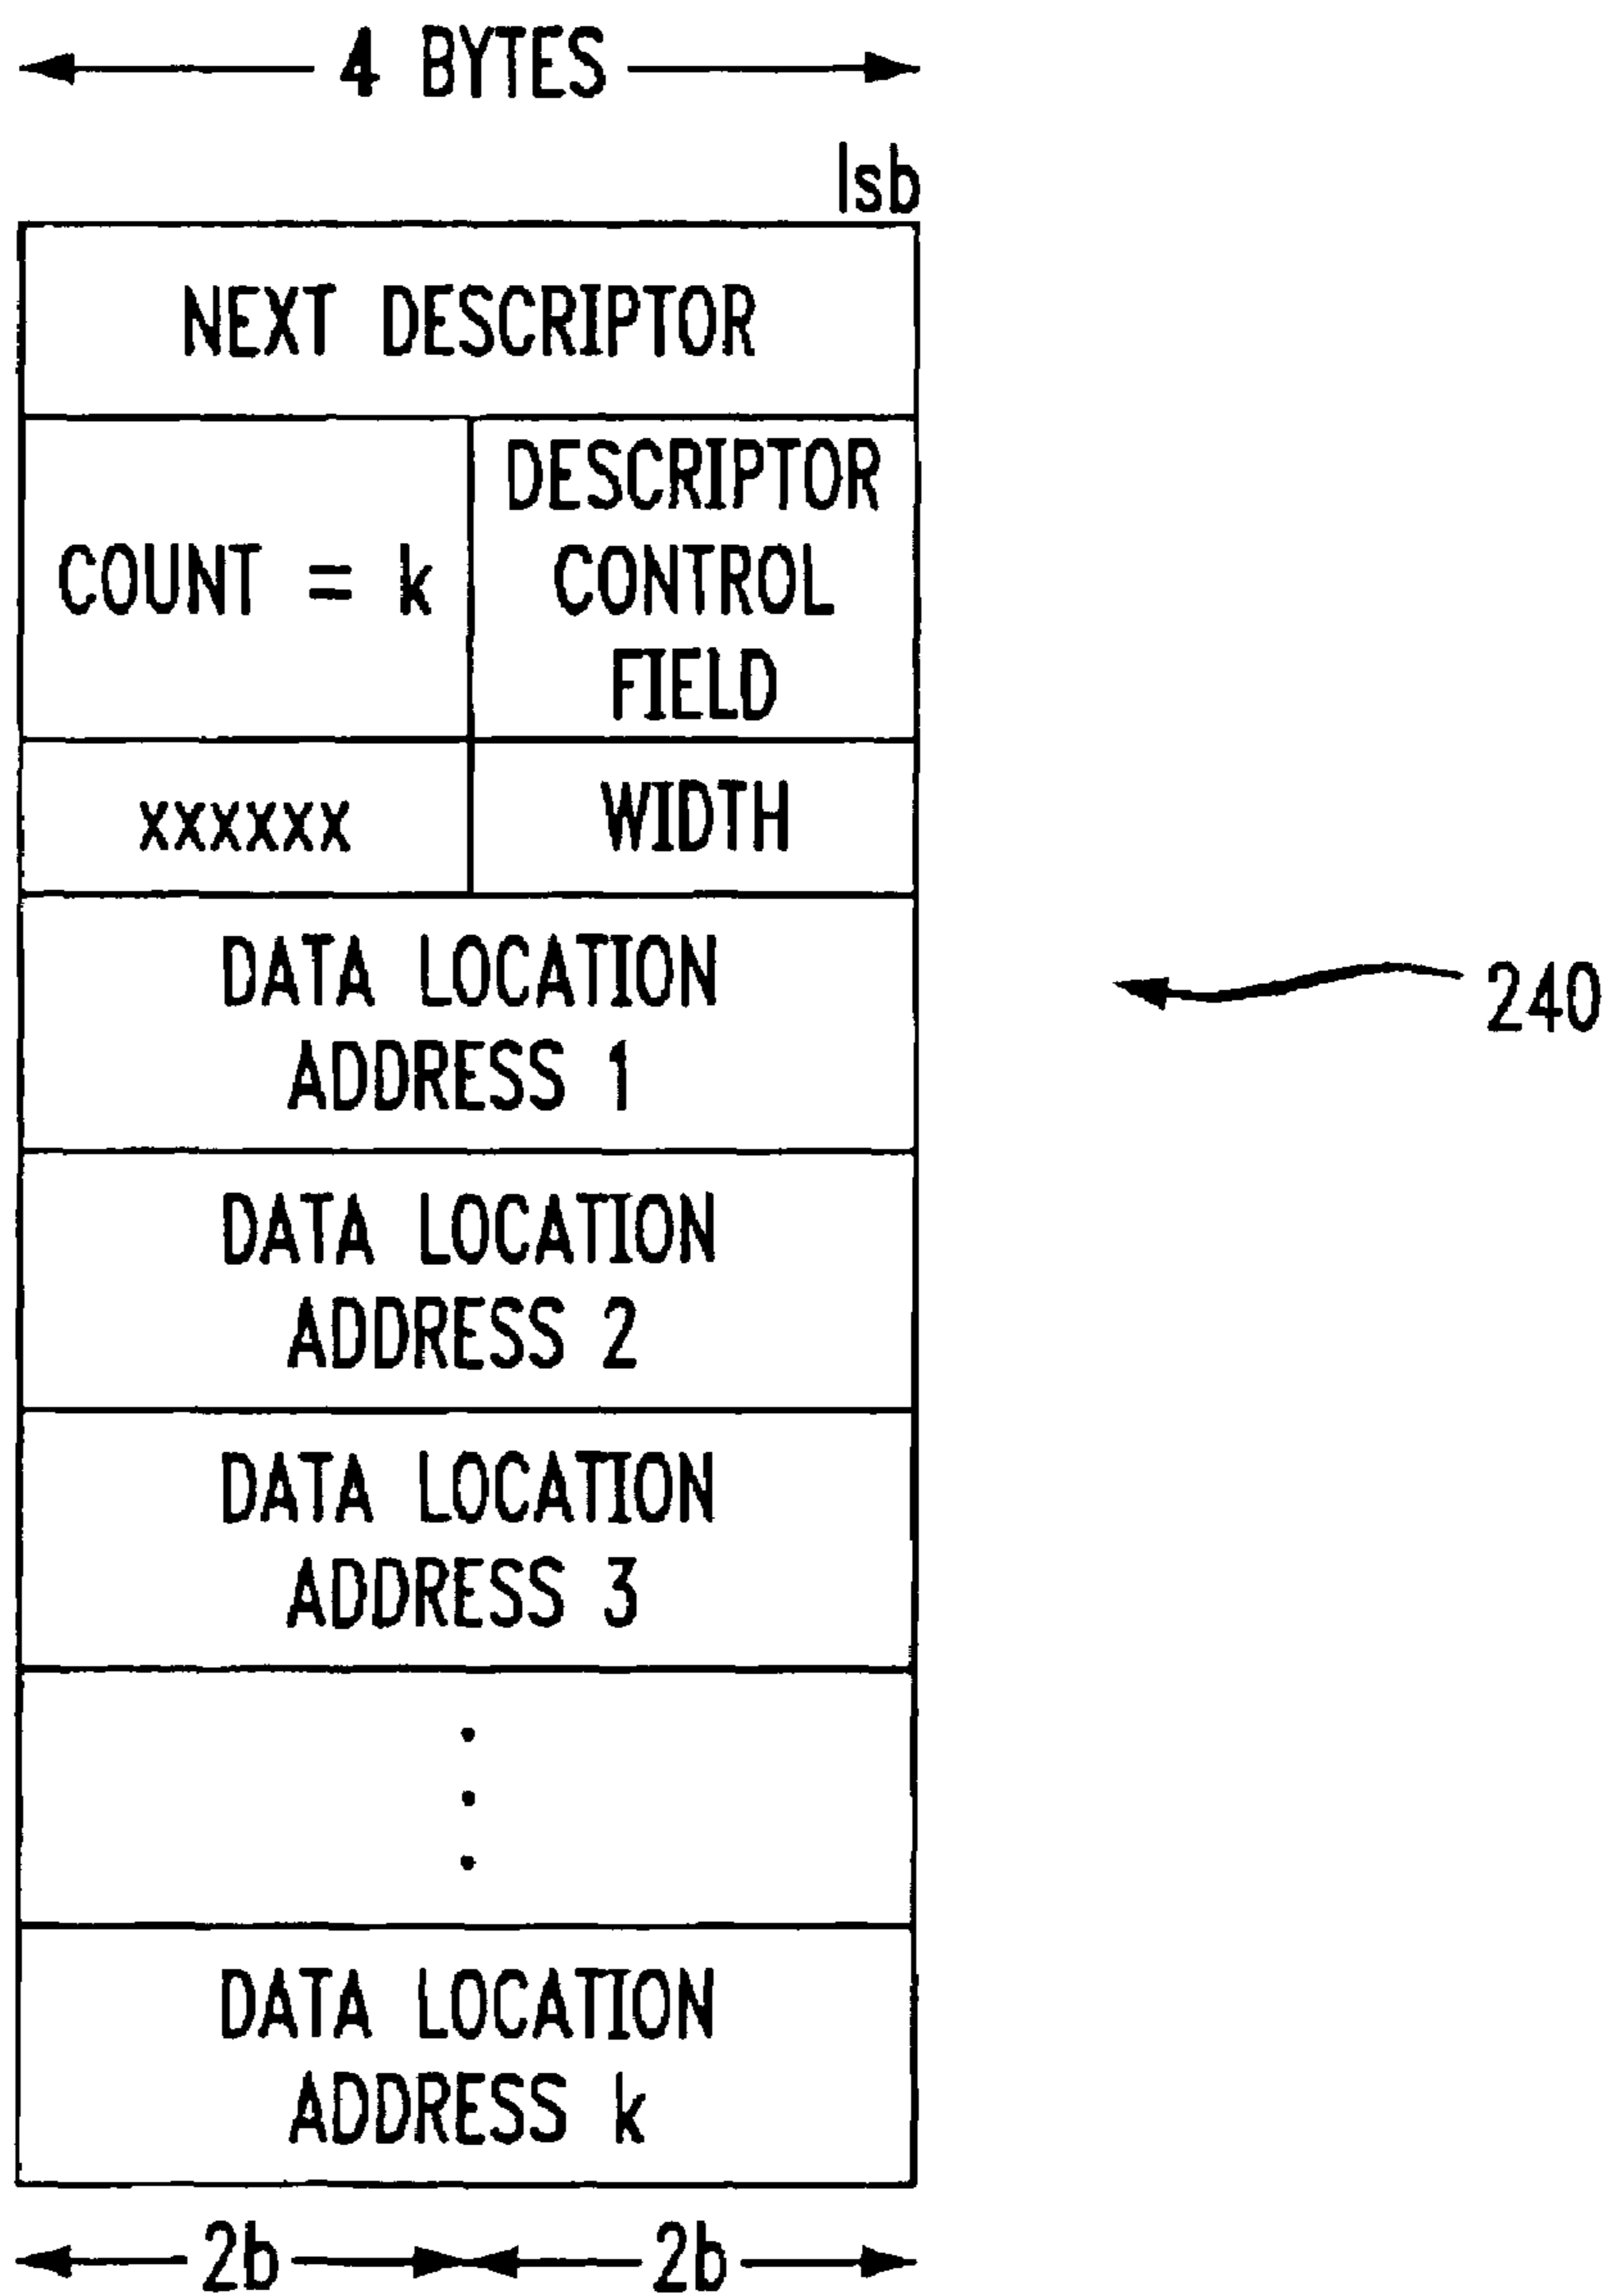 4 BYTES
lsb
NEXT DESCRIPTOR
COUNT = k
DESCRIPTOR
CONTROL
FIELD
xxxxxx
WIDTH
DATA LOCATION
ADDRESS 1
240
DATA LOCATION
ADDRESS 2
DATA LOCATION
ADDRESS 3
DATA LOCATION
ADDRESS k
2b
2b